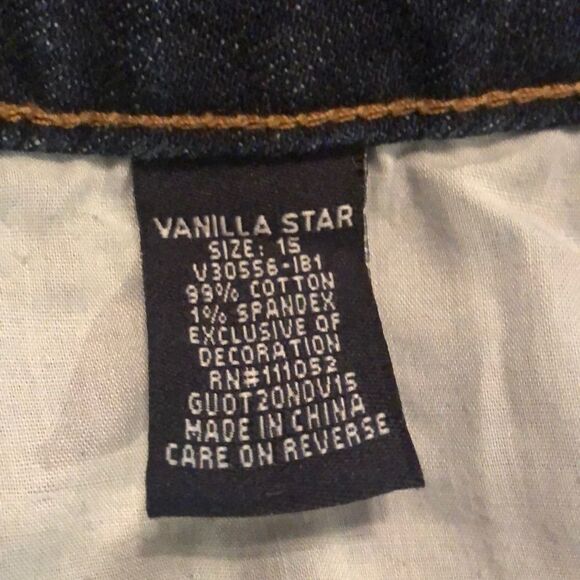 VANILLA STAR
SIZE: 15
V30556-IB1
99% COTTON
1% SPANDEX
EXCLUSIVE OF
DECORATION
RN#111052
GUOT20NOV15
MADE IN CHINA
CARE ON REVERSE